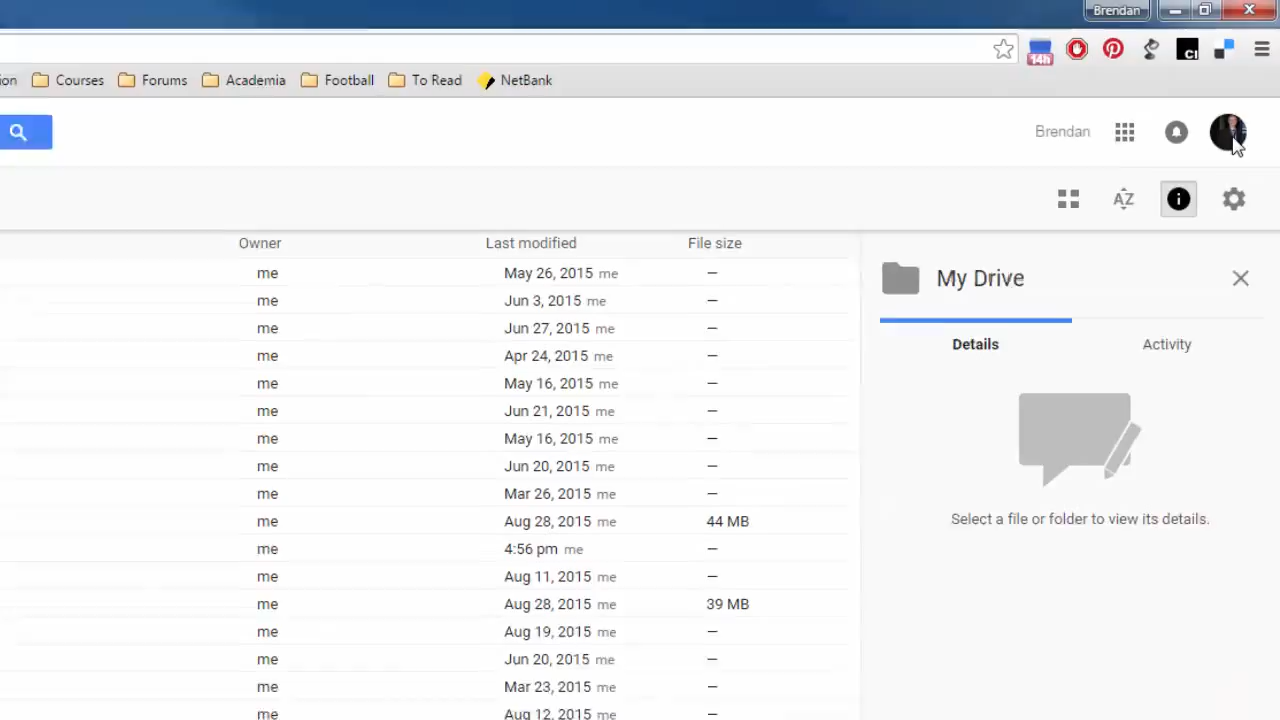 Brendan
14h
C!
ion Courses Forums Academia Football To Read NetBank
Brendan
AZ
Owner Last modified File size
me May 26, 2015 me —
me Jun 3, 2015 me —
me Jun 27, 2015 me —
me Apr 24, 2015 me —
me May 16, 2015 me —
me Jun 21, 2015 me —
me May 16, 2015 me —
me Jun 20, 2015 me —
me Mar 26, 2015 me —
me Aug 28, 2015 me 44 MB
me 4:56 pm me —
me Aug 11, 2015 me —
me Aug 28, 2015 me 39 MB
me Aug 19, 2015 me —
me Jun 20, 2015 me —
me Mar 23, 2015 me —
me Aug 12, 2015 me
My Drive
Details Activity
Select a file or folder to view its details.